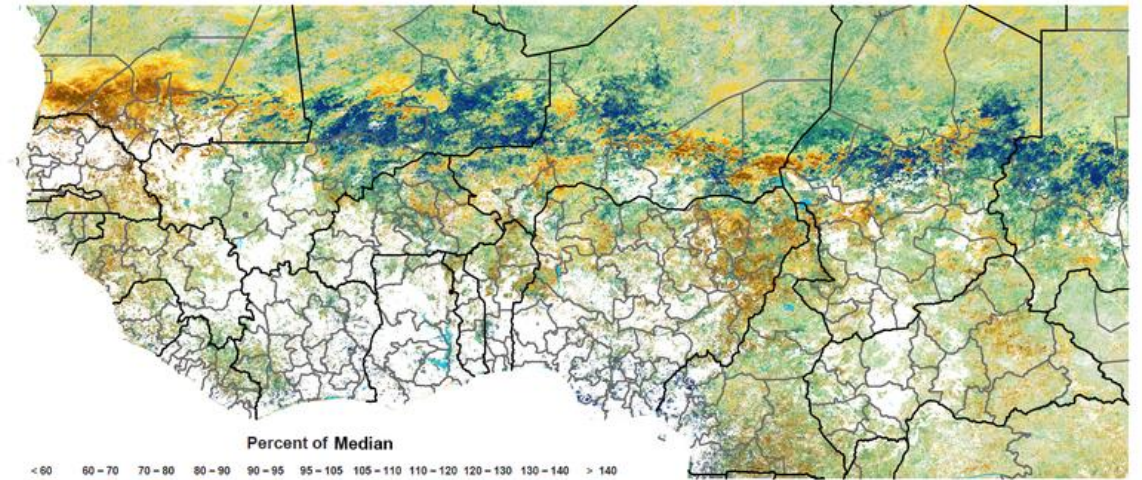 Percent of Median
< 60 60 – 70 70 – 80 80 – 90 90 – 95 95 – 105 105 – 110 110 – 120 120 – 130 130 – 140 > 140